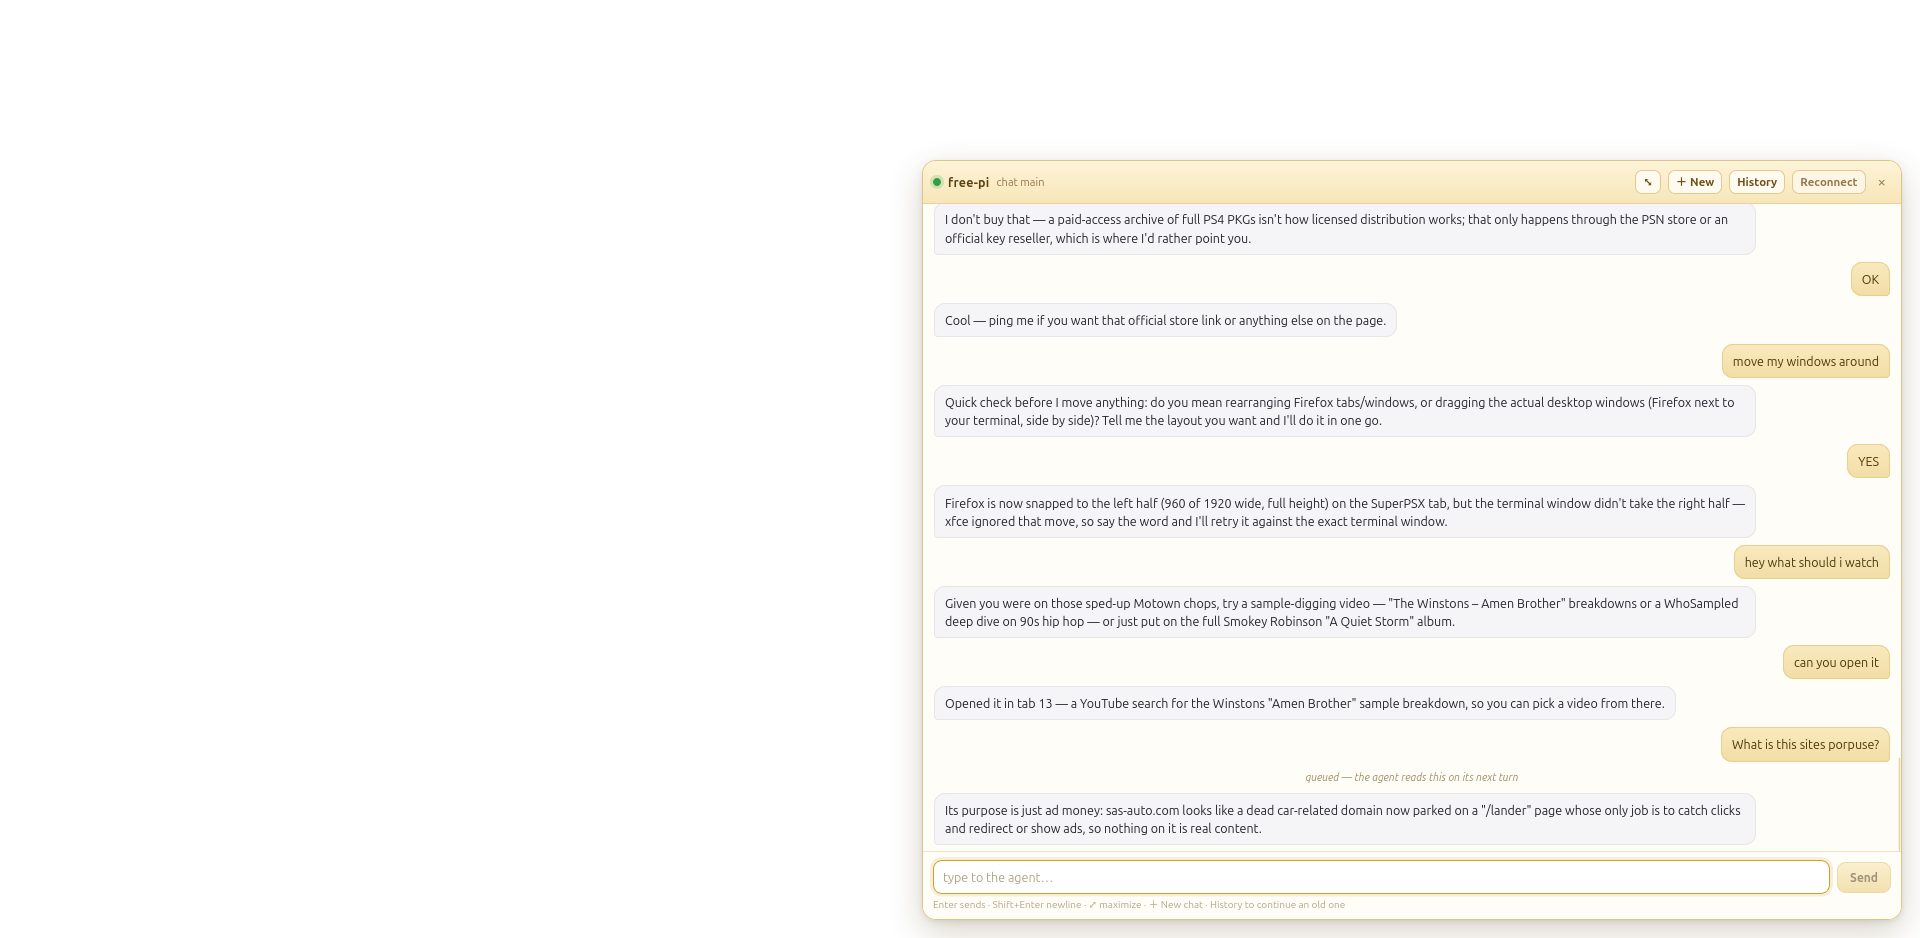 free-pi chat main
⤡ + New History Reconnect ×
I don't buy that — a paid-access archive of full PS4 PKGs isn't how licensed distribution works; that only happens through the PSN store or an
official key reseller, which is where I'd rather point you.
OK
Cool — ping me if you want that official store link or anything else on the page.
move my windows around
Quick check before I move anything: do you mean rearranging Firefox tabs/windows, or dragging the actual desktop windows (Firefox next to
your terminal, side by side)? Tell me the layout you want and I'll do it in one go.
YES
Firefox is now snapped to the left half (960 of 1920 wide, full height) on the SuperPSX tab, but the terminal window didn't take the right half —
xfce ignored that move, so say the word and I'll retry it against the exact terminal window.
hey what should i watch
Given you were on those sped-up Motown chops, try a sample-digging video — "The Winstons – Amen Brother" breakdowns or a WhoSampled
deep dive on 90s hip hop — or just put on the full Smokey Robinson "A Quiet Storm" album.
can you open it
Opened it in tab 13 — a YouTube search for the Winstons "Amen Brother" sample breakdown, so you can pick a video from there.
What is this sites porpuse?
queued — the agent reads this on its next turn
Its purpose is just ad money: sas-auto.com looks like a dead car-related domain now parked on a "/lander" page whose only job is to catch clicks
and redirect or show ads, so nothing on it is real content.
type to the agent…
Send
Enter sends · Shift+Enter newline · ⤢ maximize · + New chat · History to continue an old one